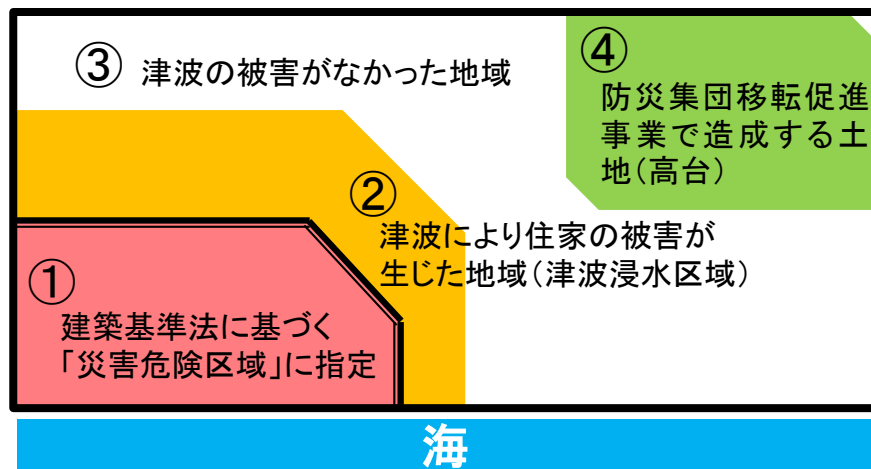 ③ 津波の被害がなかった地域
④
防災集団移転促進
事業で造成する土
地（高台）
②
津波により住家の被害が
生じた地域（津波浸水区域）
①
建築基準法に基づく
「災害危険区域」に指定
海